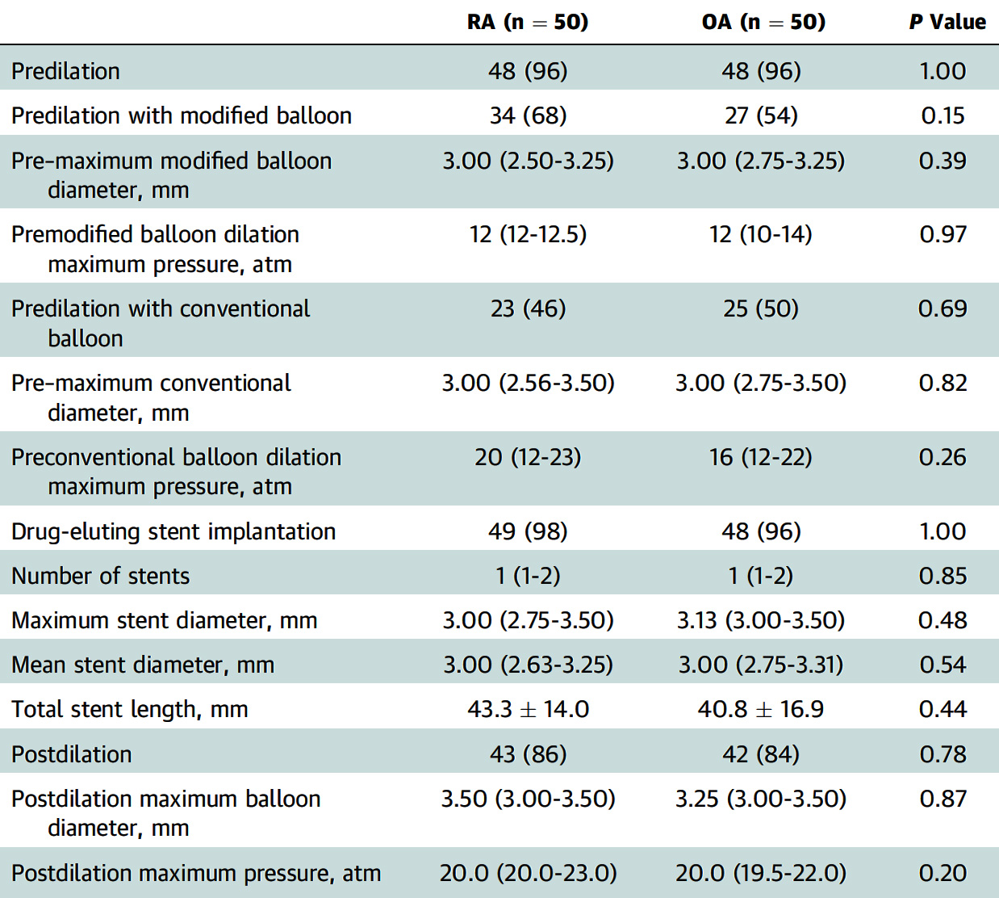 RA (n = 50) OA (n = 50) P Value
Predilation 48 (96) 48 (96) 1.00
Predilation with modified balloon 34 (68) 27 (54) 0.15
Pre-maximum modified balloon 3.00 (2.50-3.25) 3.00 (2.75-3.25) 0.39
diameter, mm
Premodified balloon dilation 12 (12-12.5) 12 (10-14) 0.97
maximum pressure, atm
Predilation with conventional 23 (46) 25 (50) 0.69
balloon
Pre-maximum conventional 3.00 (2.56-3.50) 3.00 (2.75-3.50) 0.82
diameter, mm
Preconventional balloon dilation 20 (12-23) 16 (12-22) 0.26
maximum pressure, atm
Drug-eluting stent implantation 49 (98) 48 (96) 1.00
Number of stents 1 (1-2) 1 (1-2) 0.85
Maximum stent diameter, mm 3.00 (2.75-3.50) 3.13 (3.00-3.50) 0.48
Mean stent diameter, mm 3.00 (2.63-3.25) 3.00 (2.75-3.31) 0.54
Total stent length, mm 43.3 ± 14.0 40.8 ± 16.9 0.44
Postdilation 43 (86) 42 (84) 0.78
Postdilation maximum balloon 3.50 (3.00-3.50) 3.25 (3.00-3.50) 0.87
diameter, mm
Postdilation maximum pressure, atm 20.0 (20.0-23.0) 20.0 (19.5-22.0) 0.20